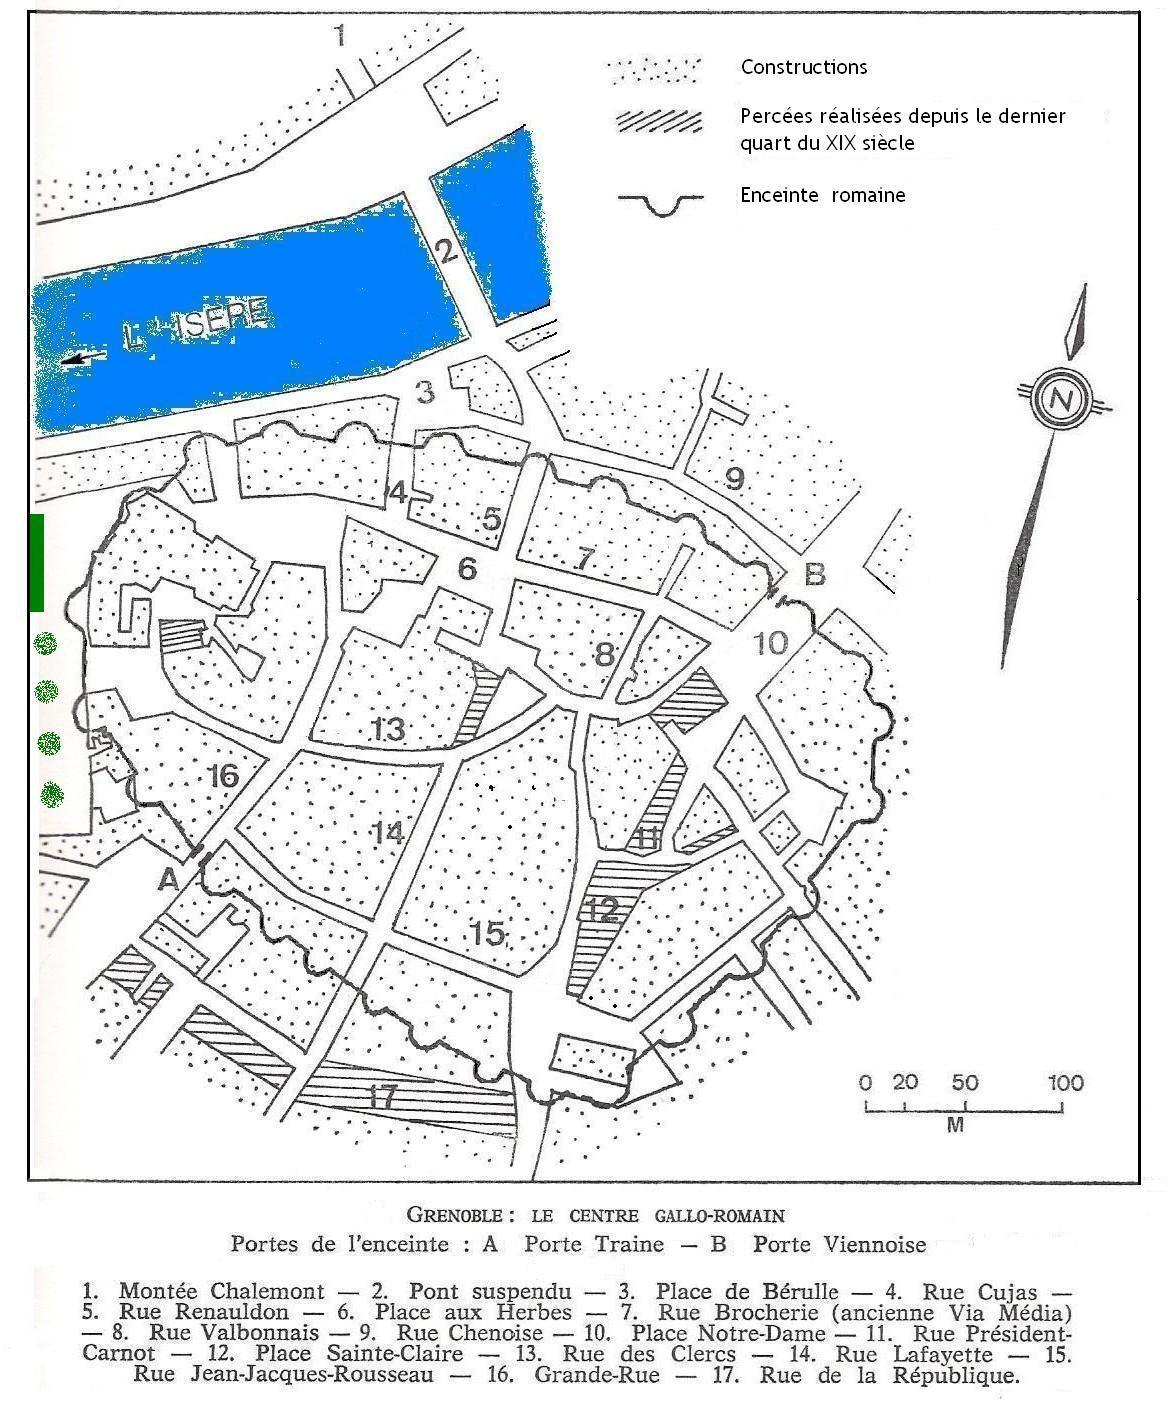 1
Constructions
Percées réalisées depuis le dernier
quart du XIX siècle
Enceinte romaine
2
L'ISÈRE
N
3
9
4
5
7
6
B
8
10
13
16
14
11
A
12
15
17
0 20 50 100
M
GRENOBLE : LE CENTRE GALLO-ROMAIN
Portes de l'enceinte : A Porte Traine — B Porte Viennoise
1. Montée Chalemont — 2. Pont suspendu — 3. Place de Bérulle — 4. Rue Cujas —
5. Rue Renauldon — 6. Place aux Herbes — 7. Rue Brocherie (ancienne Via Média)
— 8. Rue Valbonnais — 9. Rue Chenoise — 10. Place Notre-Dame — 11. Rue Président-
Carnot — 12. Place Sainte-Claire — 13. Rue des Clercs — 14. Rue Lafayette — 15.
Rue Jean-Jacques-Rousseau — 16. Grande-Rue — 17. Rue de la République.